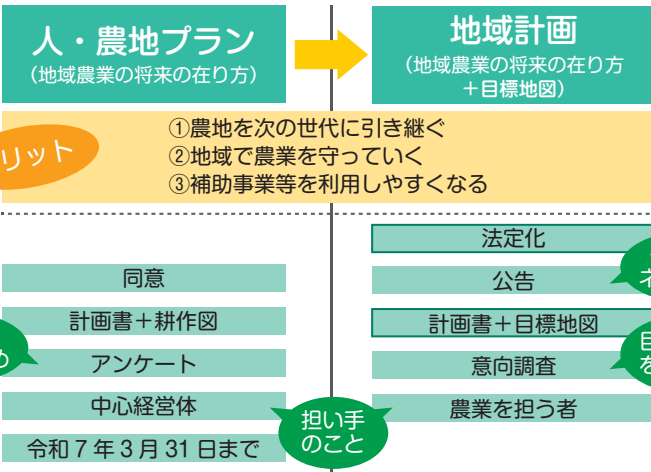 人・農地プラン
（地域農業の将来の在り方）
地域計画
（地域農業の将来の在り方
＋目標地図）
リット
①農地を次の世代に引き継ぐ
②地域で農業を守っていく
③補助事業等を利用しやすくなる
法定化
同意
公告
計画書＋耕作図
計画書＋目標地図
アンケート
意向調査
中心経営体
農業を担う者
担い手
のこと
令和７年３月 31 日まで